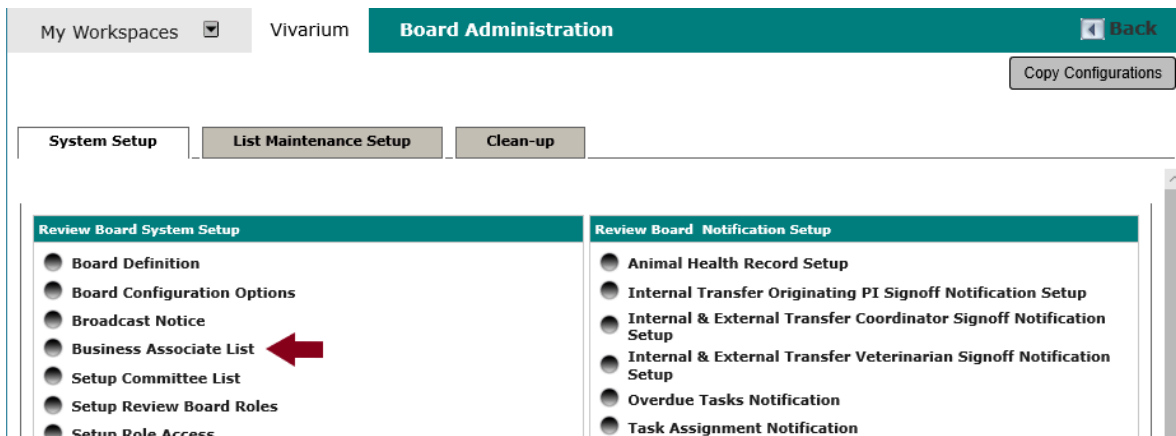 My Workspaces
Vivarium
Board Administration
Back
Copy Configurations
System Setup
List Maintenance Setup
Clean-up
Review Board System Setup
Board Definition
Board Configuration Options
Broadcast Notice
Business Associate List
Setup Committee List
Setup Review Board Roles
Setup Role Access
Review Board Notification Setup
Animal Health Record Setup
Internal Transfer Originating PI Signoff Notification Setup
Internal & External Transfer Coordinator Signoff Notification
Setup
Internal & External Transfer Veterinarian Signoff Notification
Setup
Overdue Tasks Notification
Task Assignment Notification